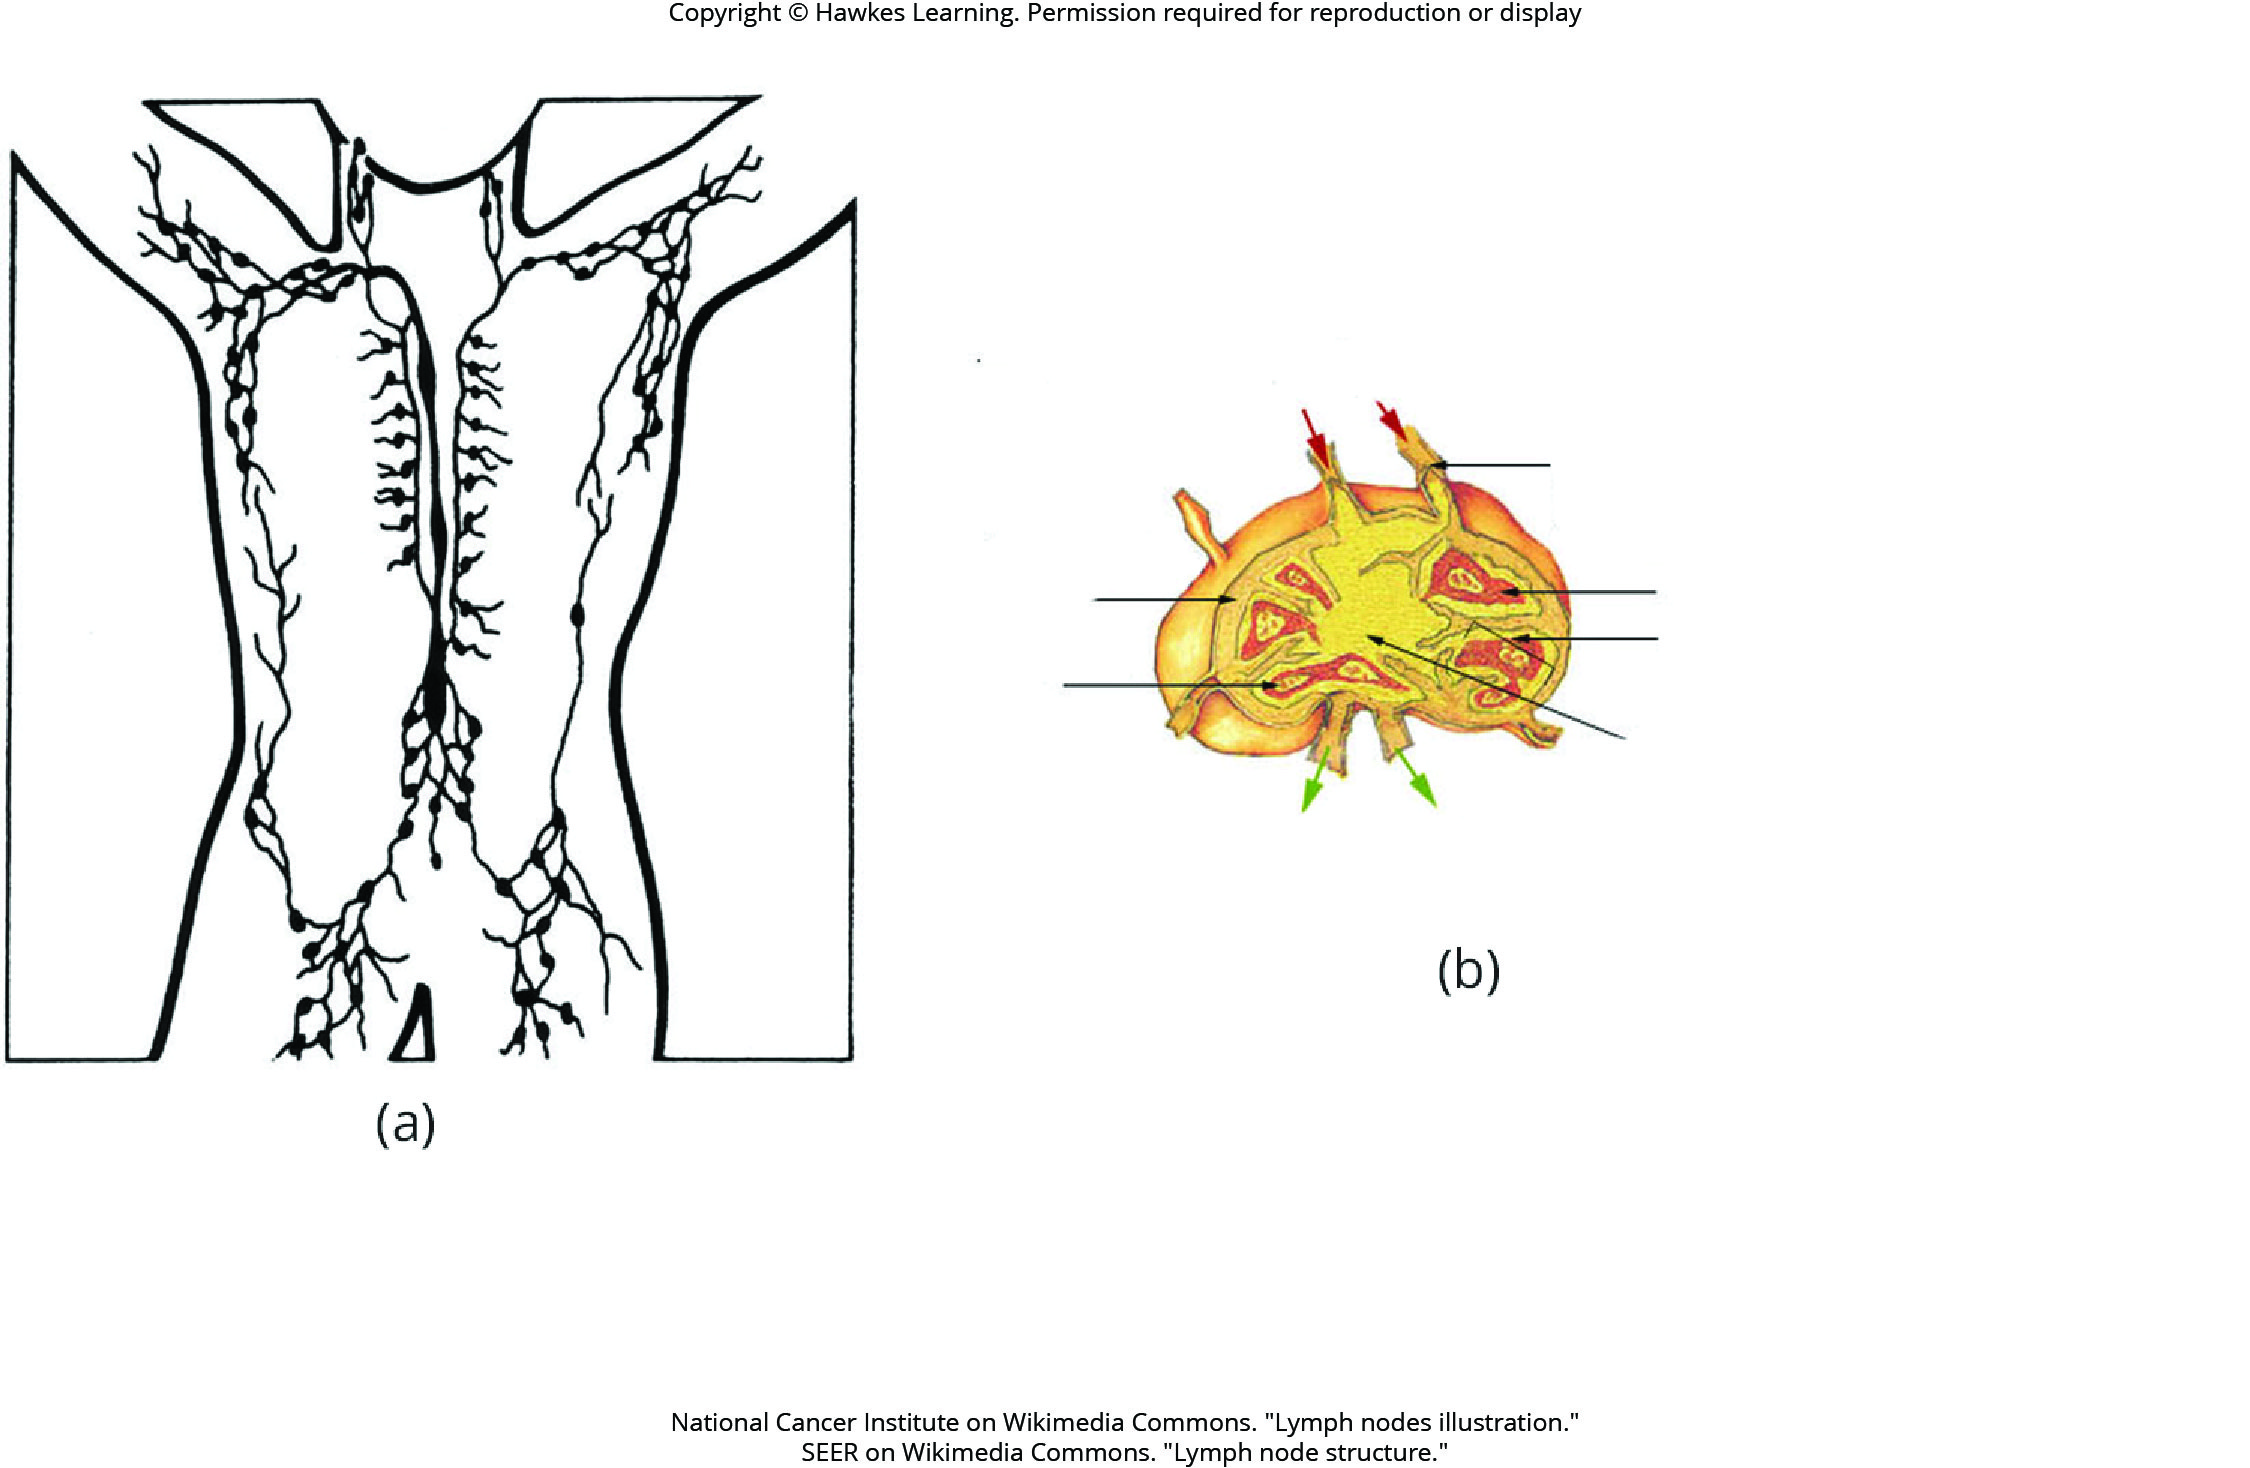 Copyright © Hawkes Learning. Permission required for reproduction or display
(b)
(a)
National Cancer Institute on Wikimedia Commons. "Lymph nodes illustration."
SEER on Wikimedia Commons. "Lymph node structure."